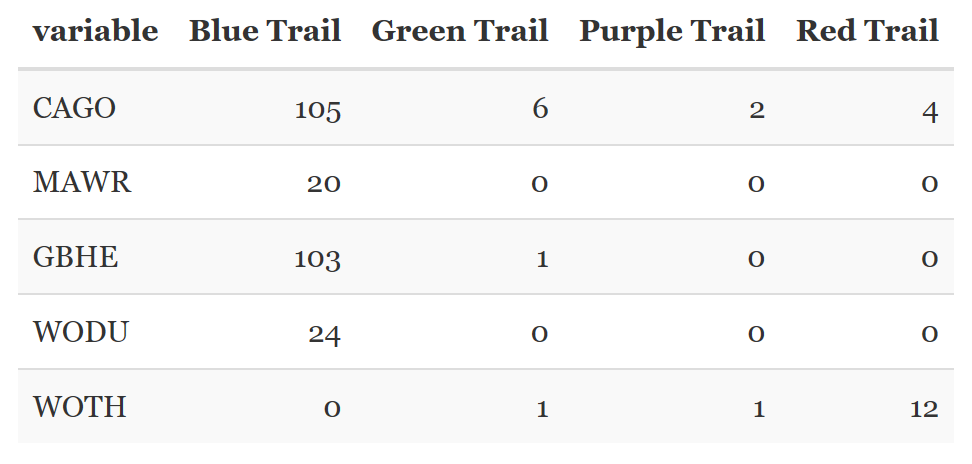 variable Blue Trail Green Trail Purple Trail Red Trail
CAGO 105 6 2 4
MAWR 20 0 0 0
GBHE 103 1 0 0
WODU 24 0 0 0
WOTH 0 1 1 12